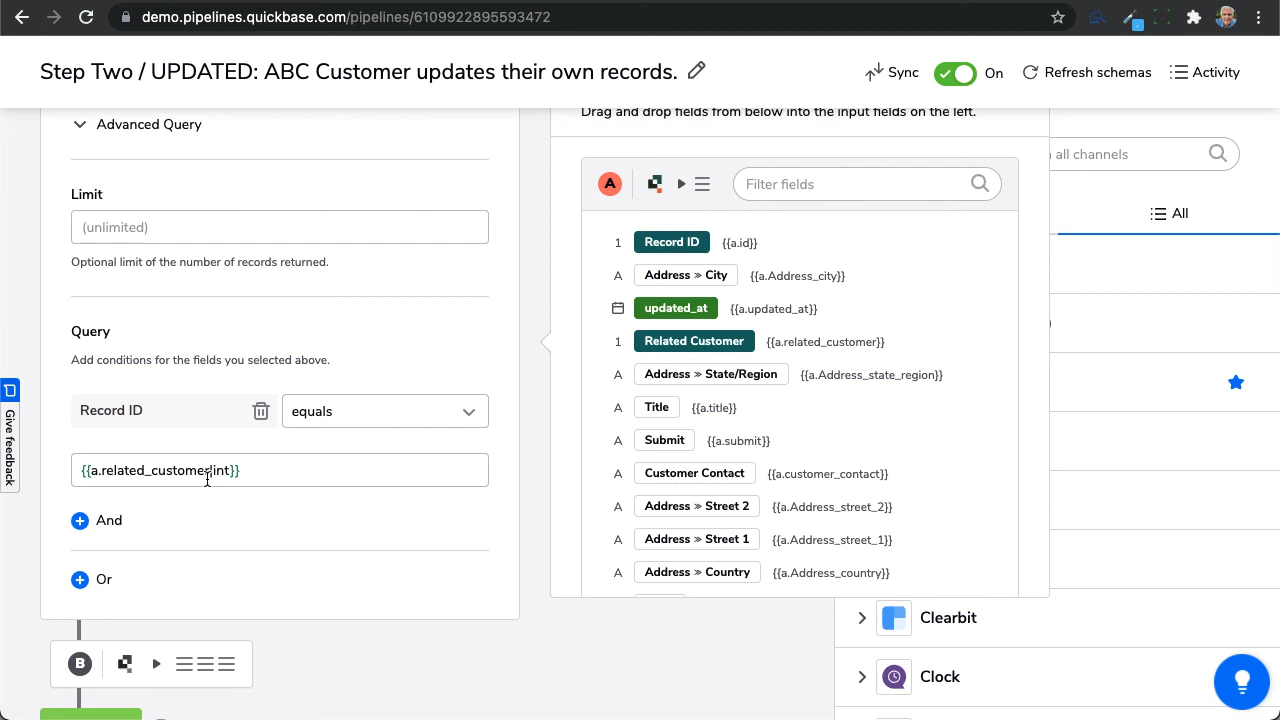 demo.pipelines.quickbase.com/pipelines/6109922895593472
Step Two / UPDATED: ABC Customer updates their own records.
Sync
On
Refresh schemas
Activity
Advanced Query
Limit
(unlimited)
Optional limit of the number of records returned.
Query
Add conditions for the fields you selected above.
Record ID
equals
And
Or
B
Give feedback
Drag and drop fields from below into the input fields on the left.
A
Filter fields
1 Record ID {{a.id}}
A Address » City {{a.Address_city}}
updated_at {{a.updated_at}}
1 Related Customer {{a.related_customer}}
A Address » State/Region {{a.Address_state_region}}
A Title {{a.title}}
A Submit {{a.submit}}
A Customer Contact {{a.customer_contact}}
A Address » Street 2 {{a.Address_street_2}}
A Address » Street 1 {{a.Address_street_1}}
A Address » Country {{a.Address_country}}
all channels
All
Clearbit
Clock